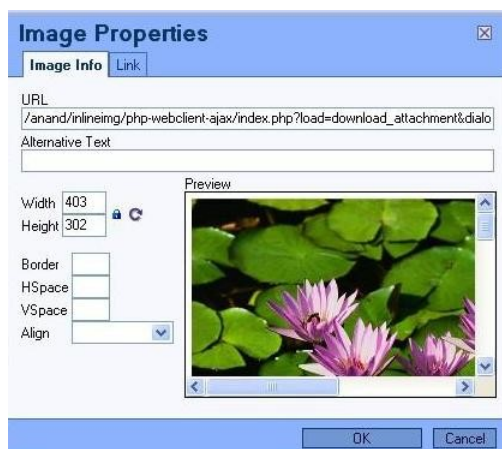 Image Properties
Image Info Link
URL
/anand/inlineimg/php-webclient-ajax/index.php?load=download_attachment&dialo
Alternative Text
Preview
Width 403
Height 302
Border
HSpace
VSpace
Align
OK Cancel